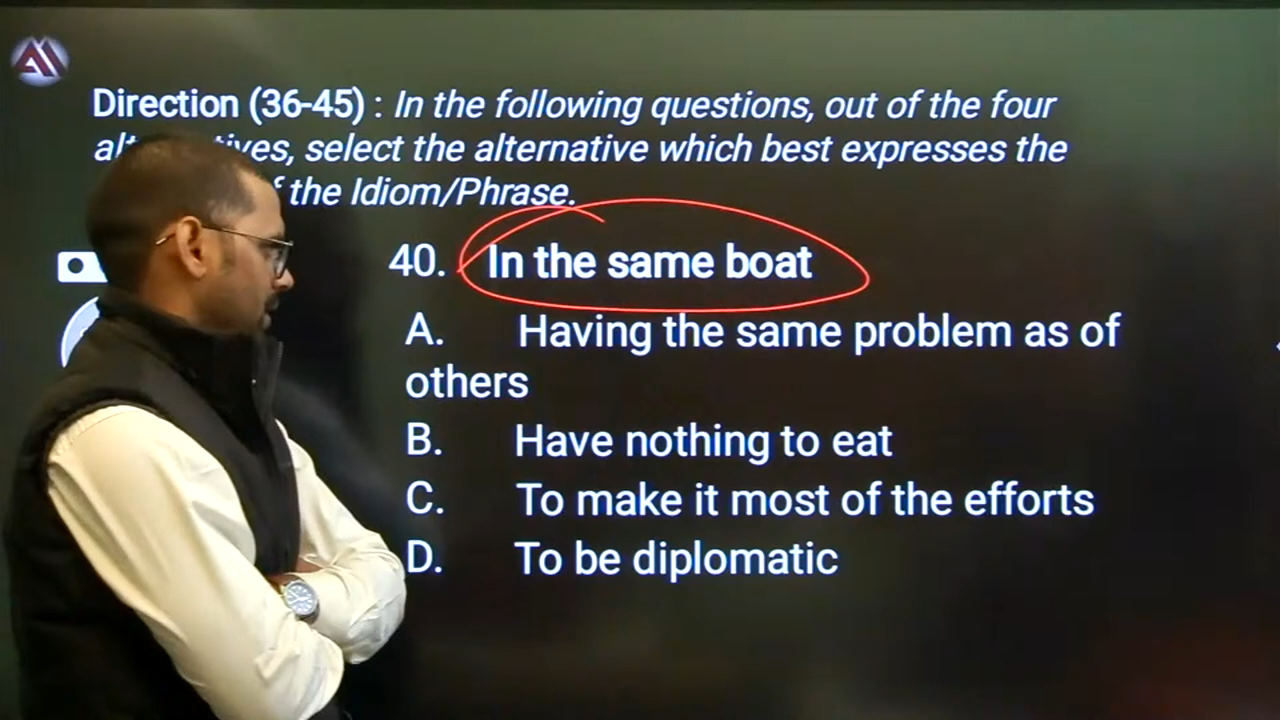 Direction (36-45) : In the following questions, out of the four
select the alternative which best expresses the
the Idiom/Phrase.
40. In the same boat
A. Having the same problem as of
others
B. Have nothing to eat
C. To make it most of the efforts
D. To be diplomatic